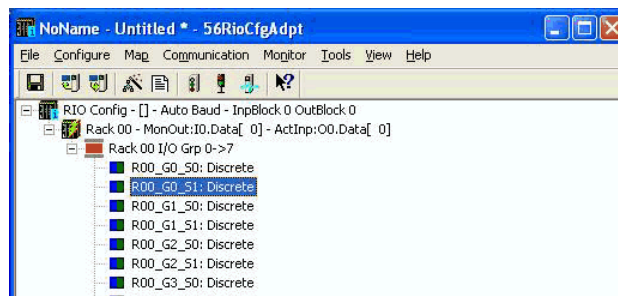 NoName - Untitled * - 56RioCfgAdpt
File Configure Map Communication Monitor Tools View Help
RIO Config - [] - Auto Baud - InpBlock 0 OutBlock 0
Rack 00 - MonOut:I0.Data[ 0] - ActInp:O0.Data[ 0]
Rack 00 I/O Grp 0->7
R00_G0_S0: Discrete
R00_G0_S1: Discrete
R00_G1_S0: Discrete
R00_G1_S1: Discrete
R00_G2_S0: Discrete
R00_G2_S1: Discrete
R00_G3_S0: Discrete